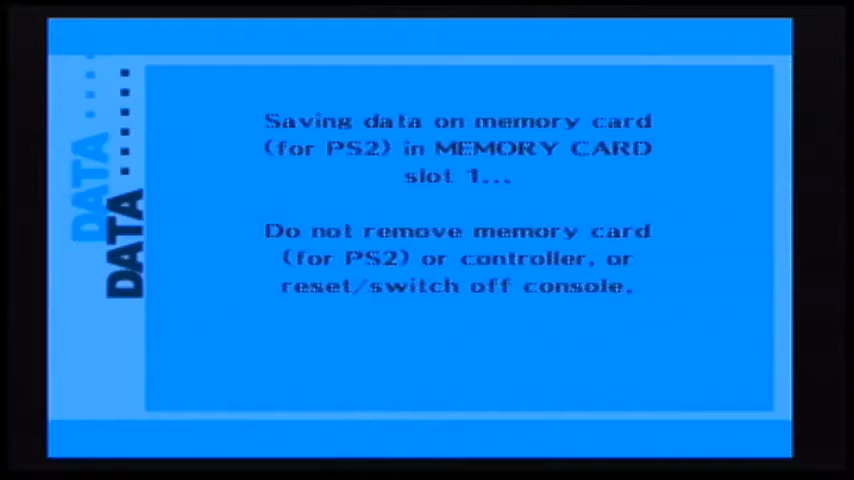 DATA
DATA
Saving data on memory card
(for PS2) in MEMORY CARD
slot 1...
Do not remove memory card
(for PS2) or controller, or
reset/switch off console.